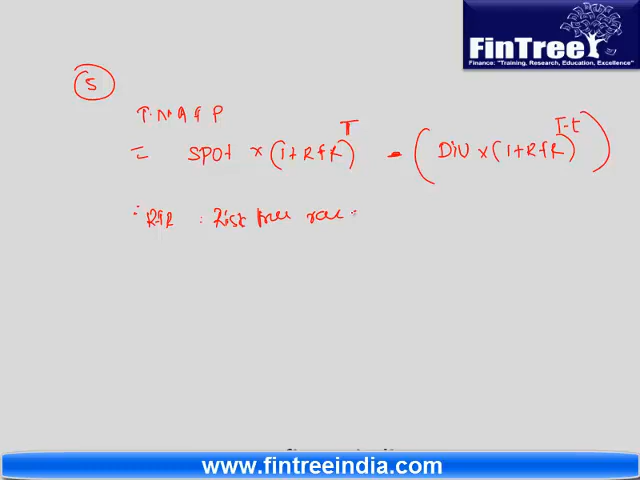 FinTree
Finance: "Training, Research, Education, Excellence"
5
T.N.A.F P
= SPOT × (1+RFR)^T - (DIV × (1+RFR)^T-t)
∴ RFR : Risk free rate
www.fintreeindia.com